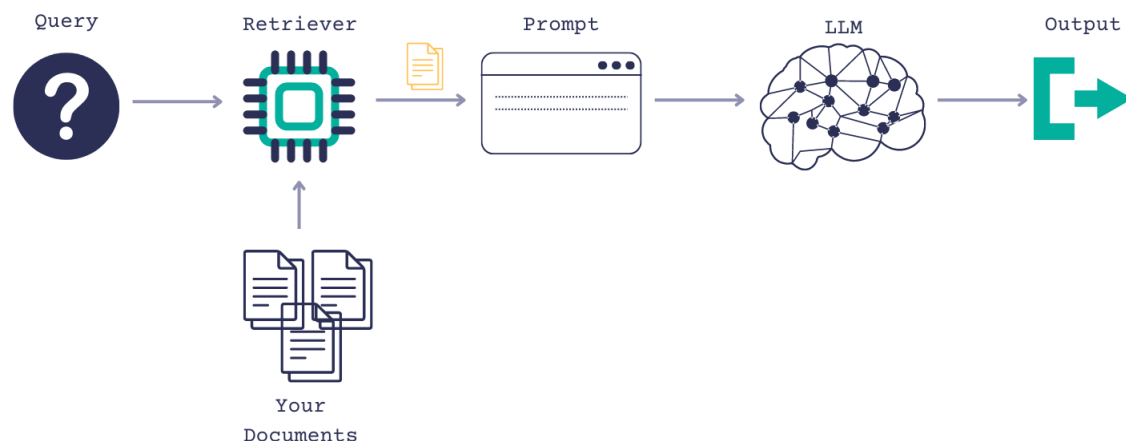 Query
Retriever
Prompt
LLM
Output
?
Your
Documents